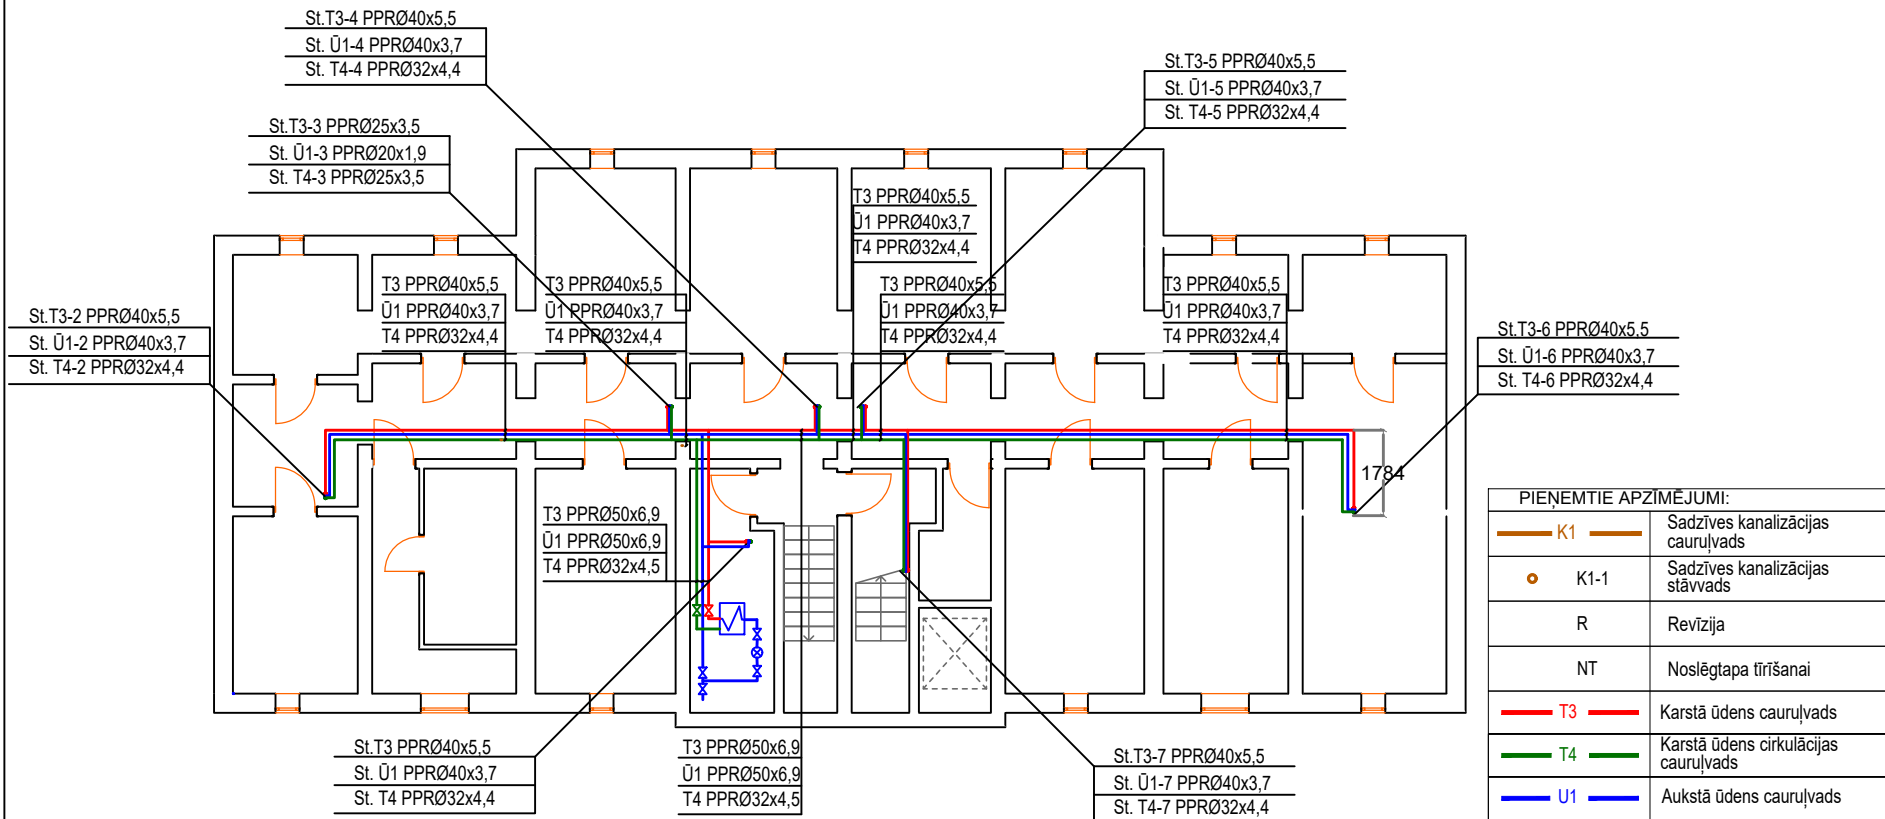 St.T3-4 PPRØ40x5,5
St. Ū1-4 PPRØ40x3,7
St. T4-4 PPRØ32x4,4
St.T3-5 PPRØ40x5,5
St. Ū1-5 PPRØ40x3,7
St. T4-5 PPRØ32x4,4
St.T3-3 PPRØ25x3,5
St. Ū1-3 PPRØ20x1,9
St. T4-3 PPRØ25x3,5
T3 PPRØ40x5,5
Ū1 PPRØ40x3,7
T4 PPRØ32x4,4
T3 PPRØ40x5,5
Ū1 PPRØ40x3,7
T4 PPRØ32x4,4
T3 PPRØ40x5,5
Ū1 PPRØ40x3,7
T4 PPRØ32x4,4
T3 PPRØ40x5,5
Ū1 PPRØ40x3,7
T4 PPRØ32x4,4
T3 PPRØ40x5,5
Ū1 PPRØ40x3,7
T4 PPRØ32x4,4
St.T3-2 PPRØ40x5,5
St. Ū1-2 PPRØ40x3,7
St. T4-2 PPRØ32x4,4
St.T3-6 PPRØ40x5,5
St. Ū1-6 PPRØ40x3,7
St. T4-6 PPRØ32x4,4
1784
T3 PPRØ50x6,9
Ū1 PPRØ50x6,9
T4 PPRØ32x4,5
St.T3 PPRØ40x5,5
St. Ū1 PPRØ40x3,7
St. T4 PPRØ32x4,4
T3 PPRØ50x6,9
Ū1 PPRØ50x6,9
T4 PPRØ32x4,5
St.T3-7 PPRØ40x5,5
St. Ū1-7 PPRØ40x3,7
St. T4-7 PPRØ32x4,4
PIEŅEMTIE APZĪMĒJUMI:
K1 Sadzīves kanalizācijas
cauruļvads
K1-1 Sadzīves kanalizācijas
stāvvads
R Revīzija
NT Noslēgtapa tīrīšanai
T3 Karstā ūdens cauruļvads
T4 Karstā ūdens cirkulācijas
cauruļvads
U1 Aukstā ūdens cauruļvads